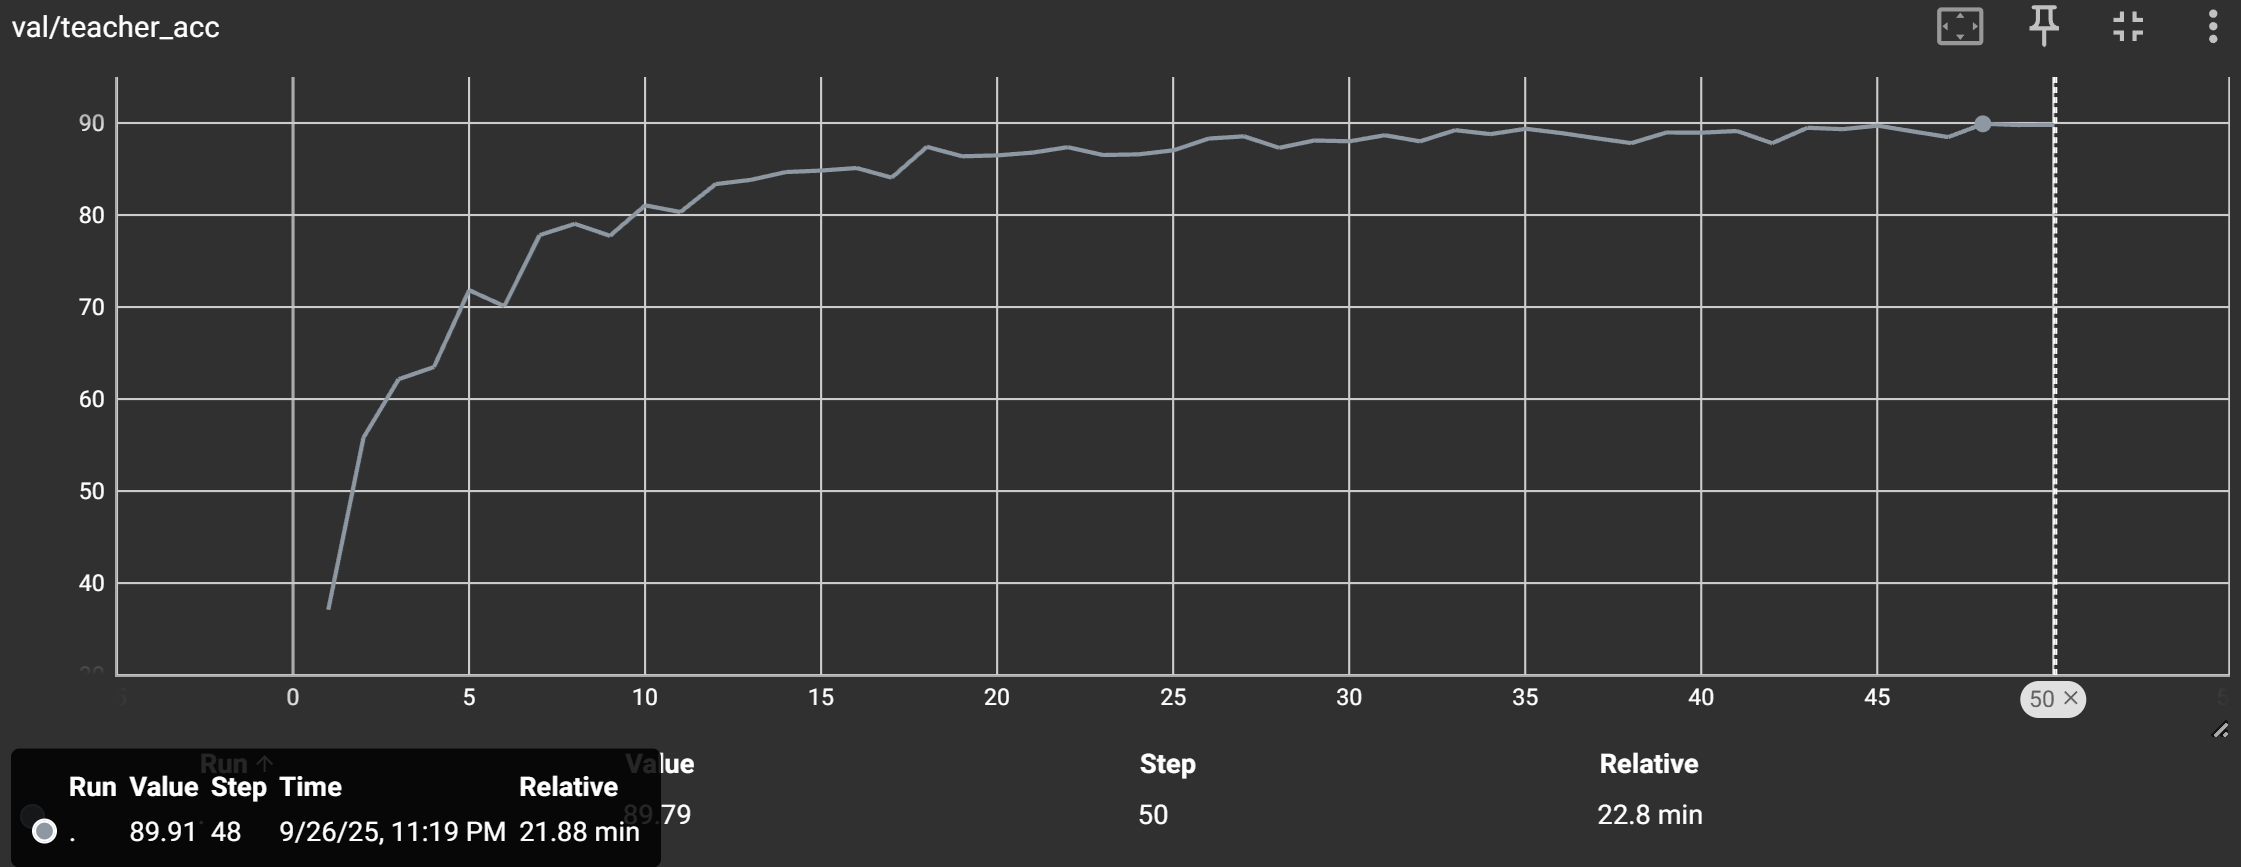 val/teacher_acc
90
80
70
60
50
40
30
0 5 10 15 20 25 30 35 40 45 50 ×
Run ↑ Value Step Relative
89.79 50 22.8 min
Run Value Step Time Relative
. 89.91 48 9/26/25, 11:19 PM 21.88 min